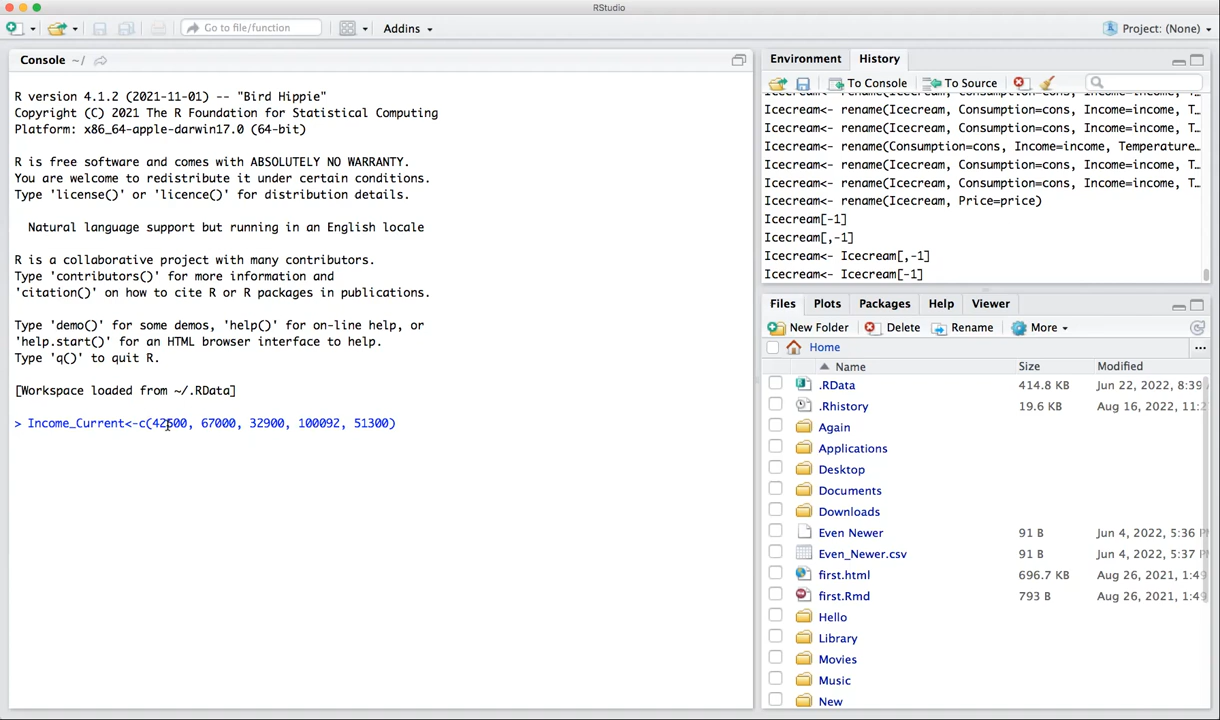 RStudio
Go to file/function
Addins
Project: (None)
Console ~/
R version 4.1.2 (2021-11-01) -- "Bird Hippie"
Copyright (C) 2021 The R Foundation for Statistical Computing
Platform: x86_64-apple-darwin17.0 (64-bit)
R is free software and comes with ABSOLUTELY NO WARRANTY.
You are welcome to redistribute it under certain conditions.
Type 'license()' or 'licence()' for distribution details.
Natural language support but running in an English locale
R is a collaborative project with many contributors.
Type 'contributors()' for more information and
'citation()' on how to cite R or R packages in publications.
Type 'demo()' for some demos, 'help()' for on-line help, or
'help.start()' for an HTML browser interface to help.
Type 'q()' to quit R.
[Workspace loaded from ~/.RData]
> Income_Current<-c(42500, 67000, 32900, 100092, 51300)
Environment History
To Console To Source
Icecream<- rename(Icecream, Consumption=cons, Income=income, T…
Icecream<- rename(Icecream, Consumption=cons, Income=income, T…
Icecream<- rename(Icecream, Consumption=cons, Income=income, T…
Icecream<- rename(Consumption=cons, Income=income, Temperature…
Icecream<- rename(Icecream, Consumption=cons, Income=income, T…
Icecream<- rename(Icecream, Consumption=cons, Income=income, T…
Icecream<- rename(Icecream, Price=price)
Icecream[-1]
Icecream[,-1]
Icecream<- Icecream[,-1]
Icecream<- Icecream[-1]
Files Plots Packages Help Viewer
New Folder Delete Rename More
Home ...
Name Size Modified
.RData 414.8 KB Jun 22, 2022, 8:39
.Rhistory 19.6 KB Aug 16, 2022, 11:2
Again
Applications
Desktop
Documents
Downloads
Even Newer 91 B Jun 4, 2022, 5:36 P
Even_Newer.csv 91 B Jun 4, 2022, 5:37 P
first.html 696.7 KB Aug 26, 2021, 1:49
first.Rmd 793 B Aug 26, 2021, 1:49
Hello
Library
Movies
Music
New